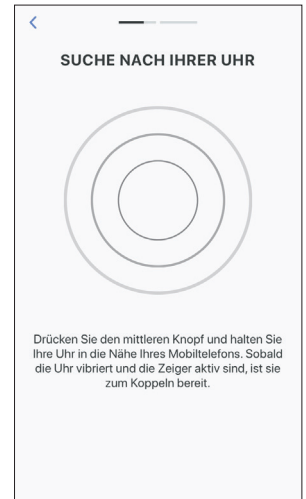 SUCHE NACH IHRER UHR
Drücken Sie den mittleren Knopf und halten Sie
Ihre Uhr in die Nähe Ihres Mobiltelefons. Sobald
die Uhr vibriert und die Zeiger aktiv sind, ist sie
zum Koppeln bereit.